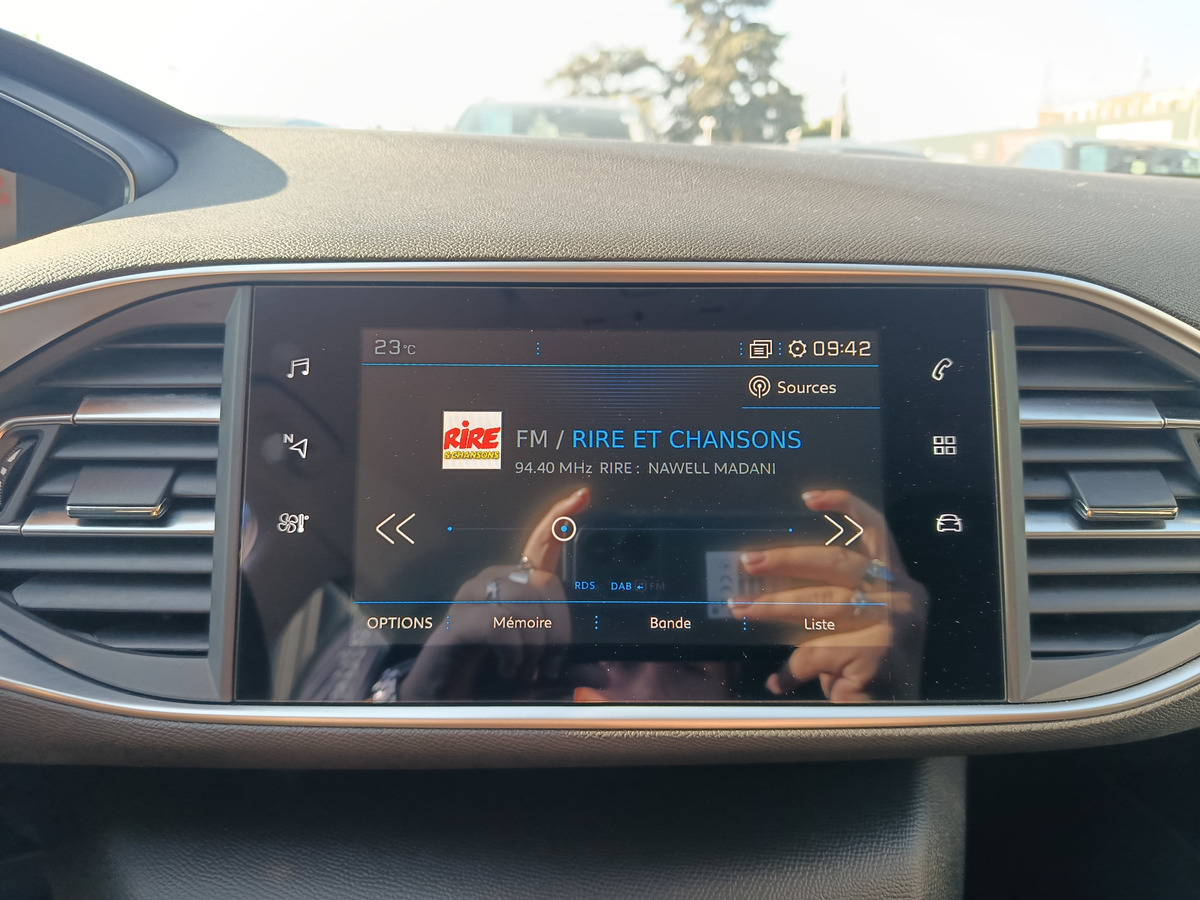 23°C
09:42
Sources
RIRE
& CHANSONS
FM / RIRE ET CHANSONS
94.40 MHz RIRE : NAWELL MADANI
N
RDS DAB FM
OPTIONS Mémoire Bande Liste